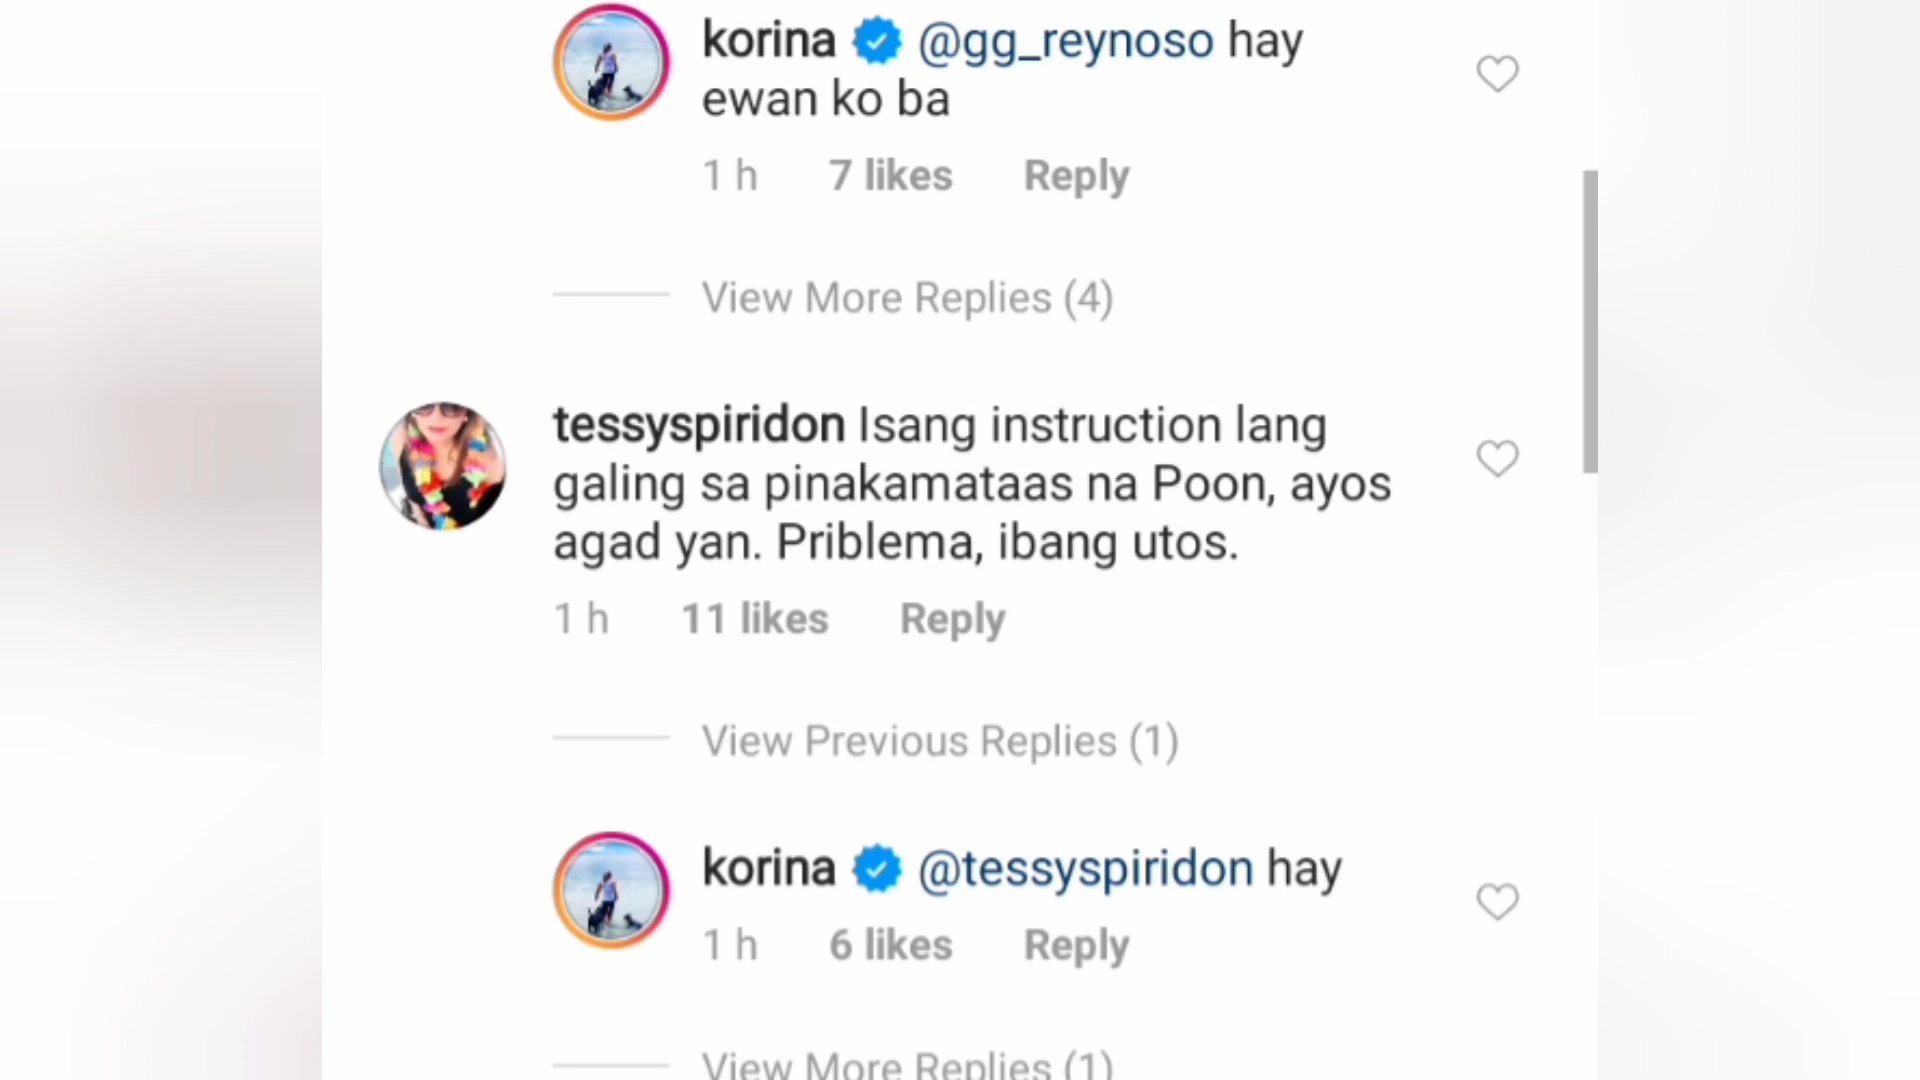 korina @gg_reynoso hay
ewan ko ba
1 h 7 likes Reply
View More Replies (4)
tessyspiridon Isang instruction lang
galing sa pinakamataas na Poon, ayos
agad yan. Priblema, ibang utos.
1 h 11 likes Reply
View Previous Replies (1)
korina @tessyspiridon hay
1 h 6 likes Reply
View More Replies (1)